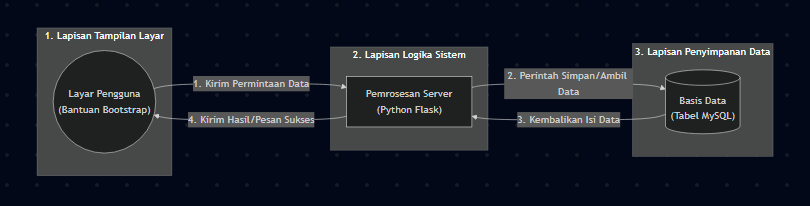 1. Lapisan Tampilan Layar
Layar Pengguna
(Bantuan Bootstrap)
1. Kirim Permintaan Data
4. Kirim Hasil/Pesan Sukses
2. Lapisan Logika Sistem
Pemrosesan Server
(Python Flask)
2. Perintah Simpan/Ambil
Data
3. Kembalikan Isi Data
3. Lapisan Penyimpanan Data
Basis Data
(Tabel MySQL)